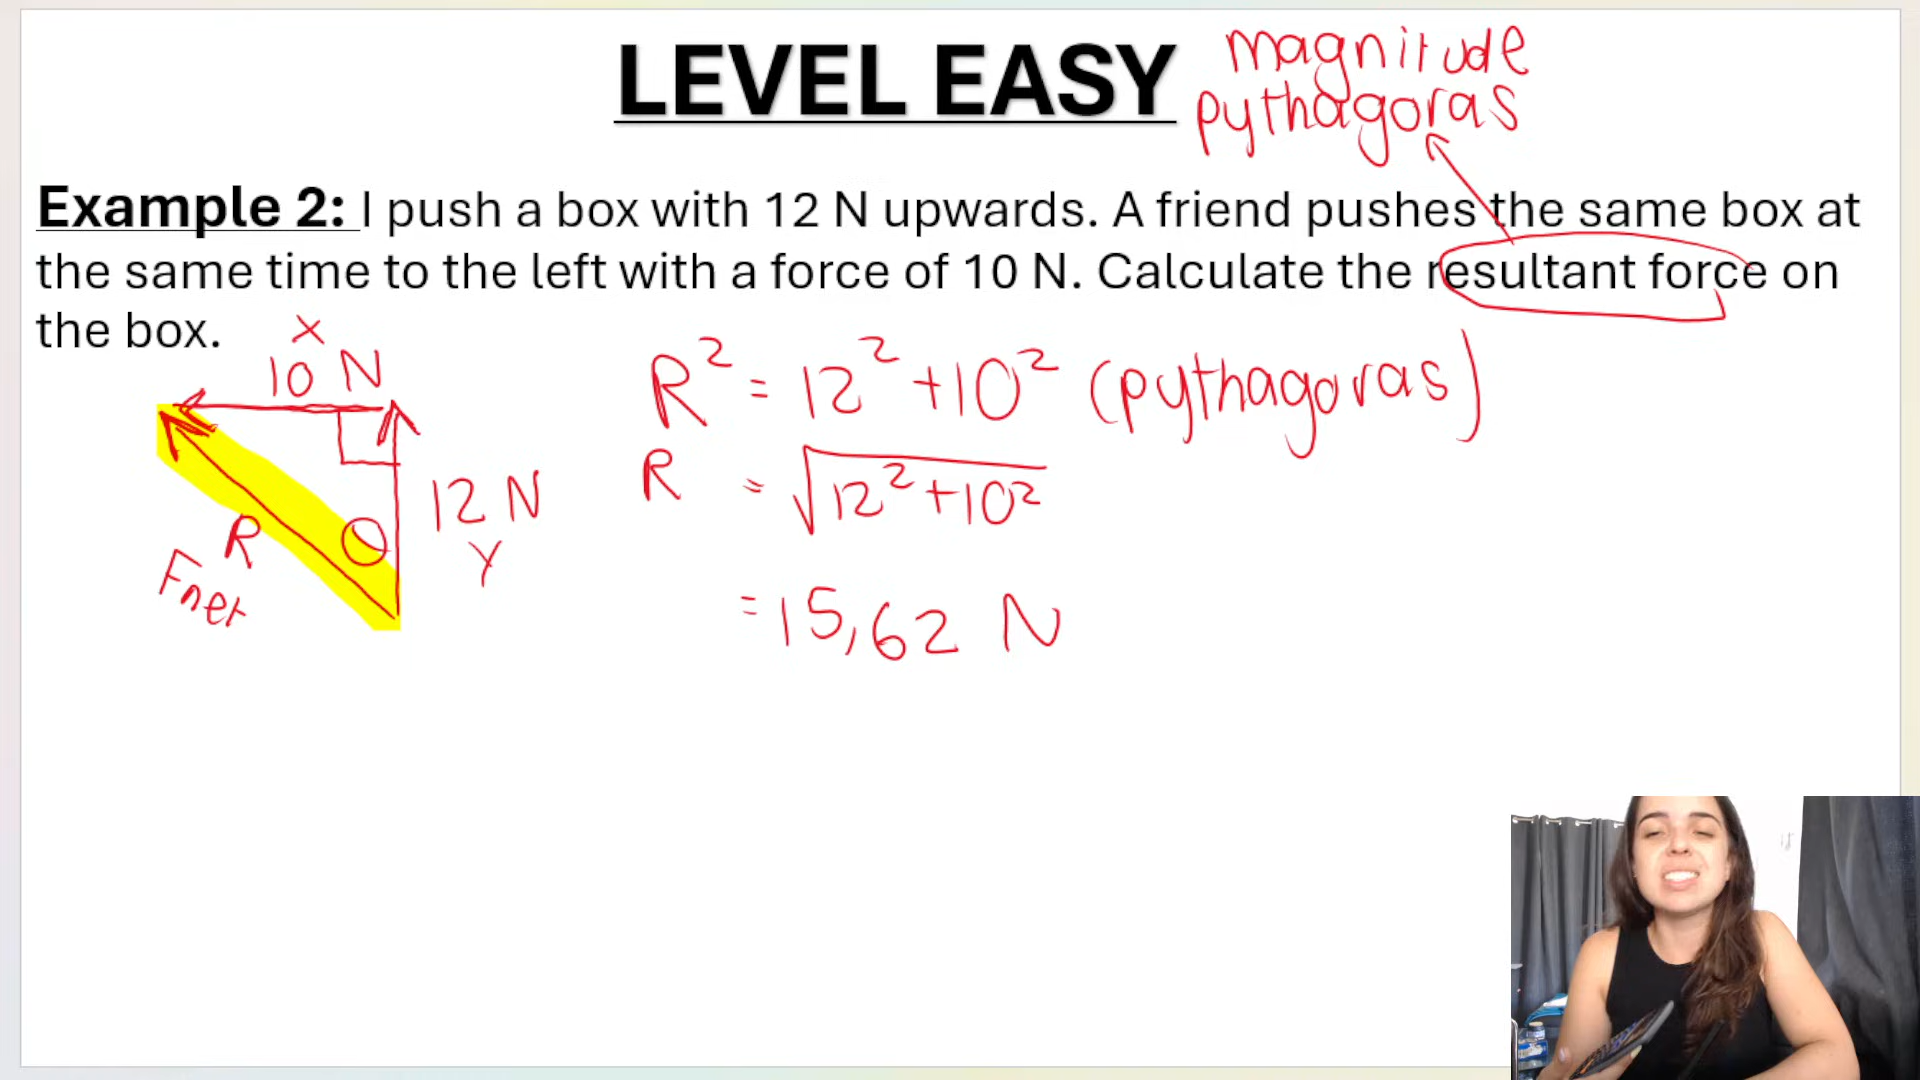 LEVEL EASY
magnitude
pythagoras
Example 2: I push a box with 12 N upwards. A friend pushes the same box at
the same time to the left with a force of 10 N. Calculate the resultant force on
the box.
x
10 N
12 N
Y
R
Fnet
θ
R² = 12² + 10² (pythagoras)
R = √12² + 10²
= 15,62 N